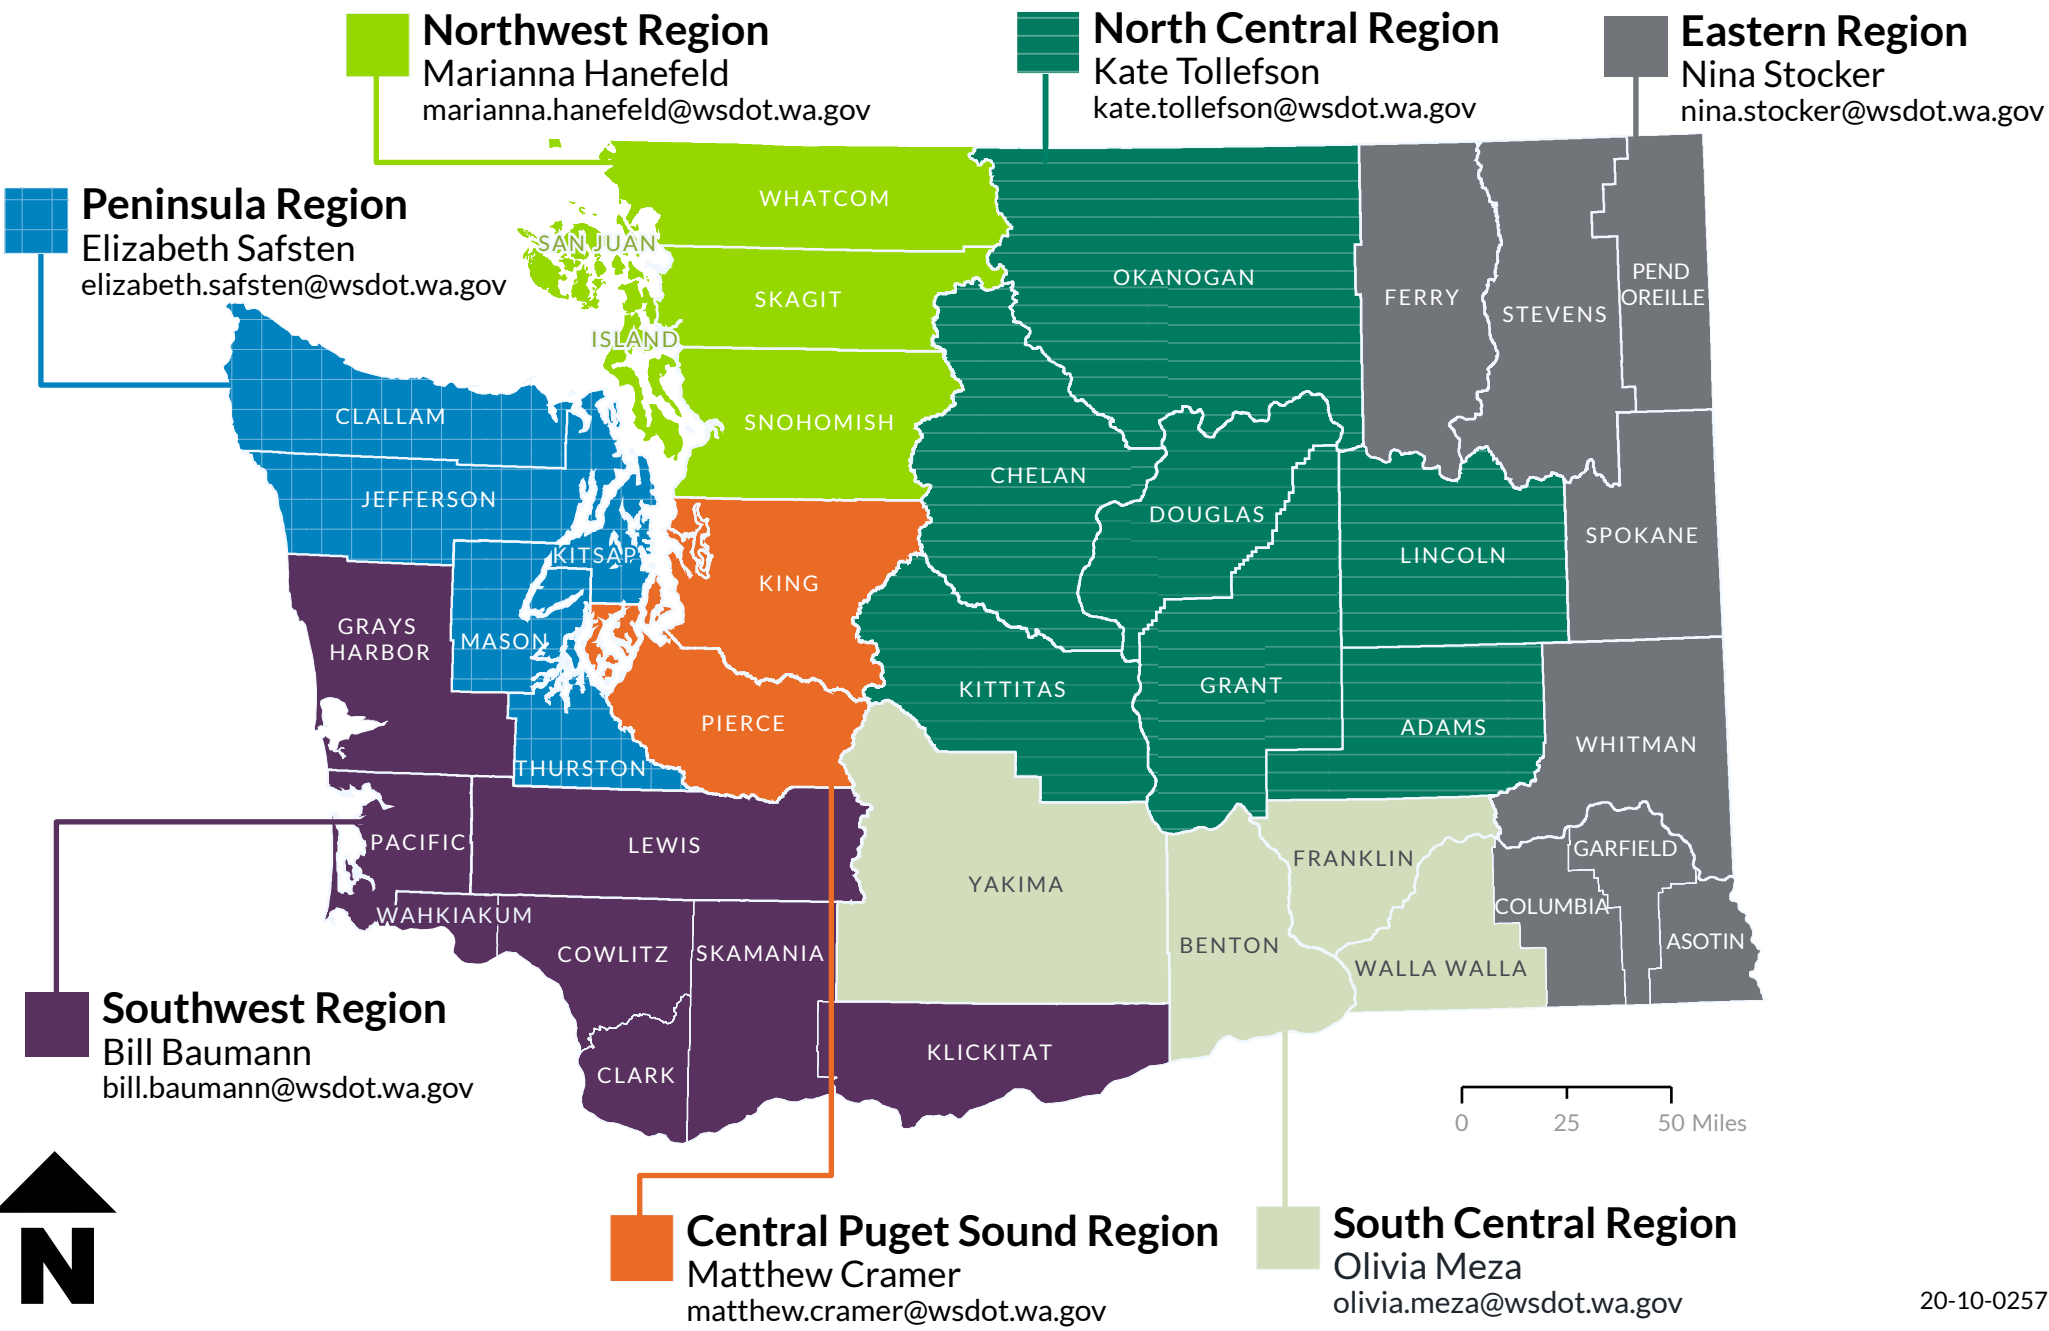 Northwest Region
Marianna Hanefeld
marianna.hanefeld@wsdot.wa.gov
North Central Region
Kate Tollefson
kate.tollefson@wsdot.wa.gov
Eastern Region
Nina Stocker
nina.stocker@wsdot.wa.gov
Peninsula Region
Elizabeth Safsten
elizabeth.safsten@wsdot.wa.gov
WHATCOM
SAN JUAN
SKAGIT
ISLAND
SNOHOMISH
OKANOGAN
FERRY
STEVENS
PEND
OREILLE
CLALLAM
JEFFERSON
KITSAP
CHELAN
DOUGLAS
LINCOLN
SPOKANE
KING
GRAYS
HARBOR
MASON
KITTITAS
GRANT
ADAMS
WHITMAN
PIERCE
THURSTON
PACIFIC
LEWIS
YAKIMA
FRANKLIN
GARFIELD
WAHKIAKUM
COLUMBIA
COWLITZ
SKAMANIA
BENTON
WALLA WALLA
ASOTIN
CLARK
KLICKITAT
Southwest Region
Bill Baumann
bill.baumann@wsdot.wa.gov
0 25 50 Miles
N
Central Puget Sound Region
Matthew Cramer
matthew.cramer@wsdot.wa.gov
South Central Region
Olivia Meza
olivia.meza@wsdot.wa.gov
20-10-0257